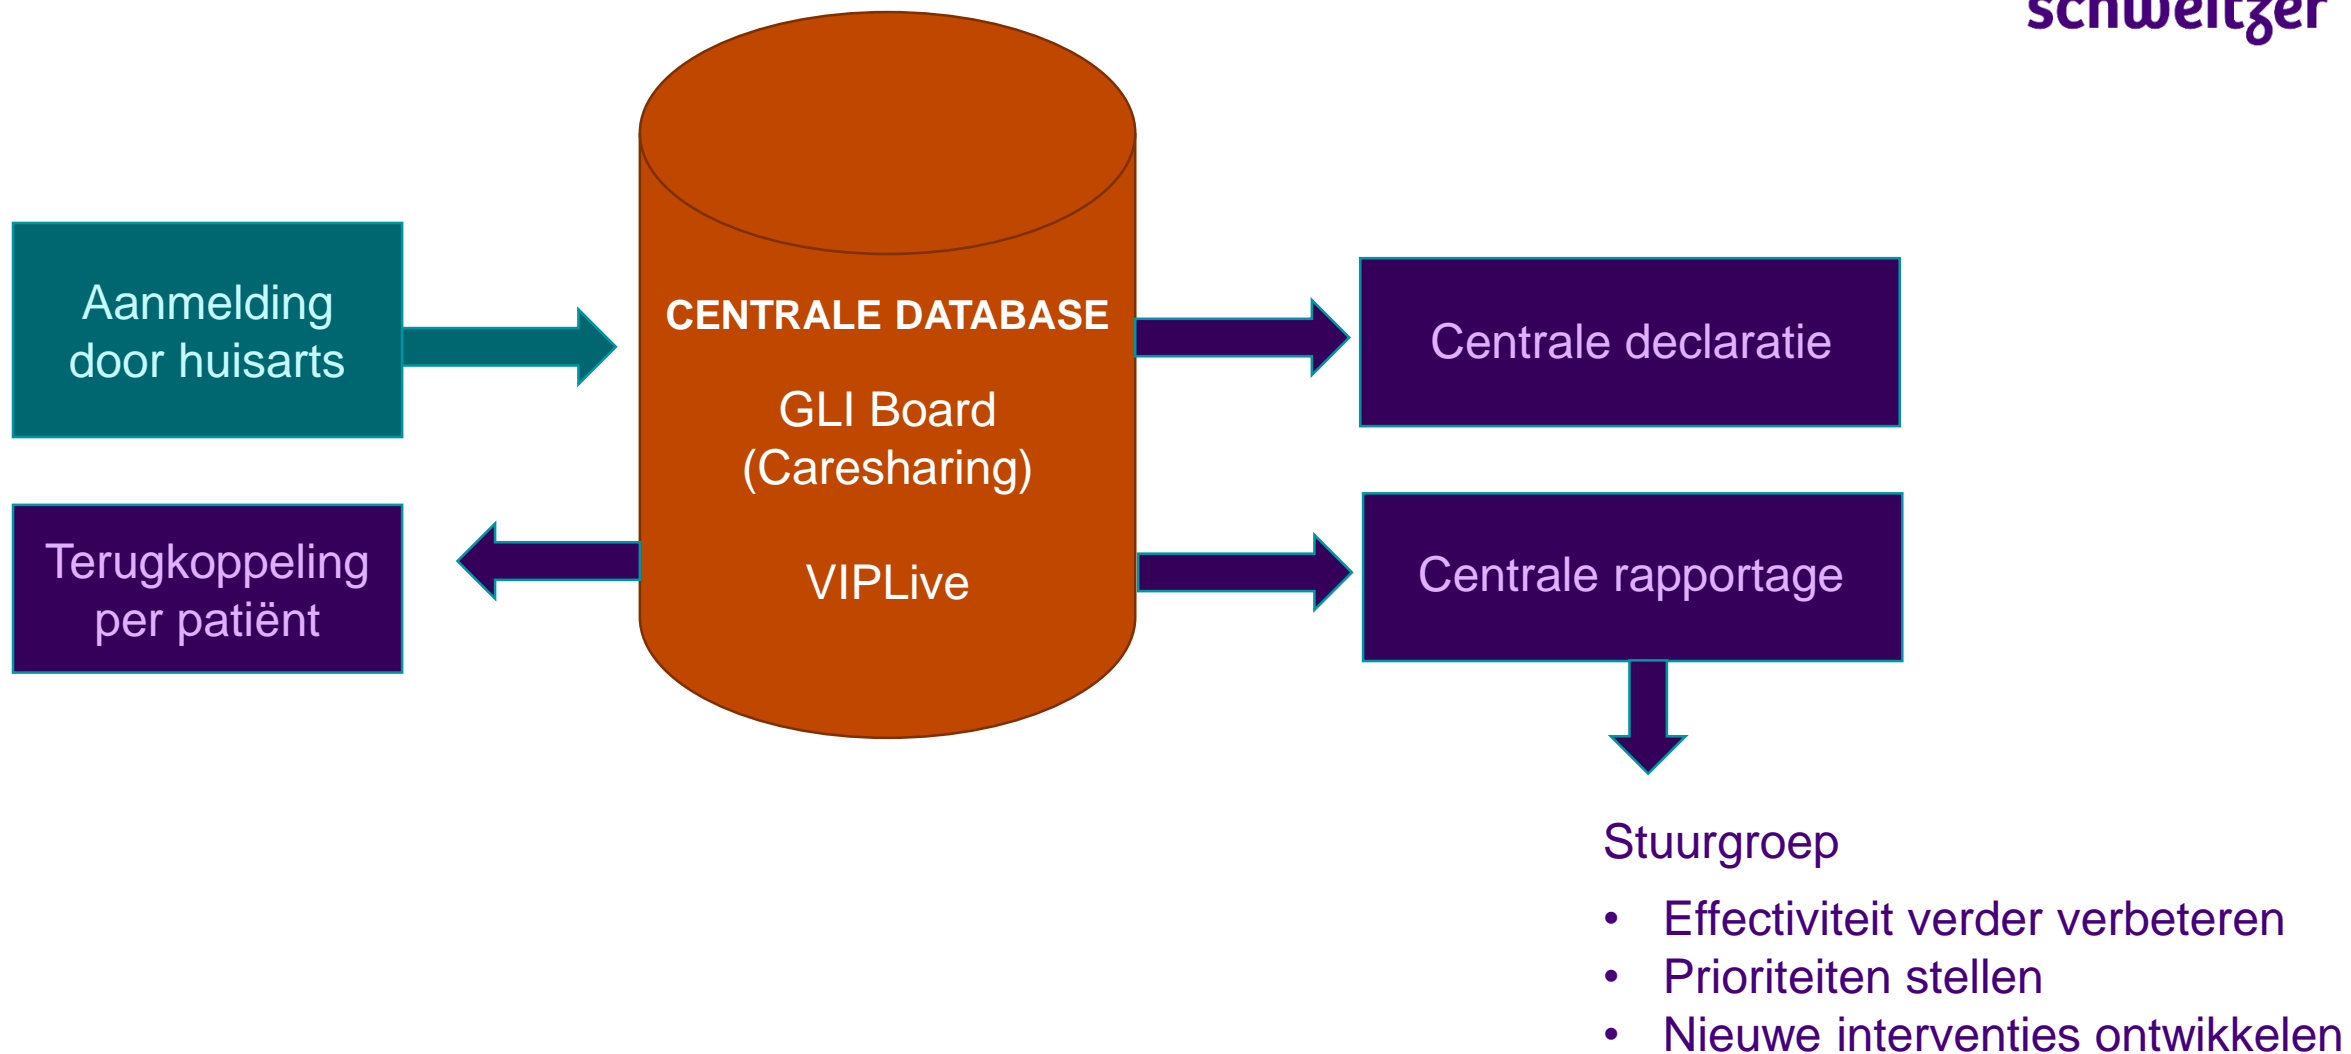 schweitzer
Aanmelding
door huisarts
CENTRALE DATABASE
GLI Board
(Caresharing)
VIPLive
Centrale declaratie
Terugkoppeling
per patiënt
Centrale rapportage
Stuurgroep
• Effectiviteit verder verbeteren
• Prioriteiten stellen
• Nieuwe interventies ontwikkelen